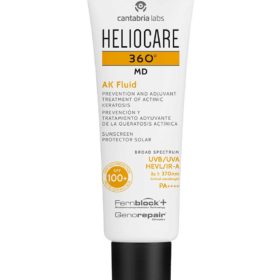 cantabria labs
HELIOCARE
360°
MD
AK Fluid
PREVENTION AND ADJUVANT
TREATMENT OF ACTINIC
KERATOSIS
PREVENCIÓN Y
TRATAMIENTO ADYUVANTE
DE LA QUERATOSIS ACTÍNICA
SUNSCREEN
PROTECTOR SOLAR
BROAD SPECTRUM
UVB/UVA
HEVL/IR-A
λc ≥ 370nm
PA++++
SPF
100+
Fernblock+
Genorepair